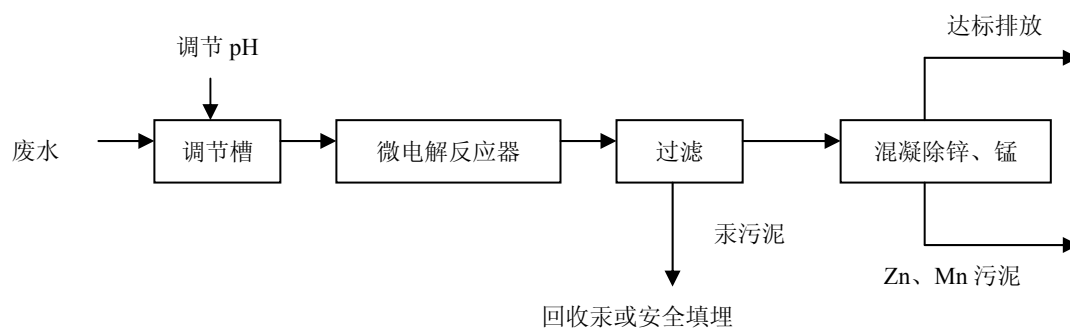 达标排放
调节 pH
废水
调节槽
微电解反应器
过滤
混凝除锌、锰
汞污泥
Zn、Mn 污泥
回收汞或安全填埋